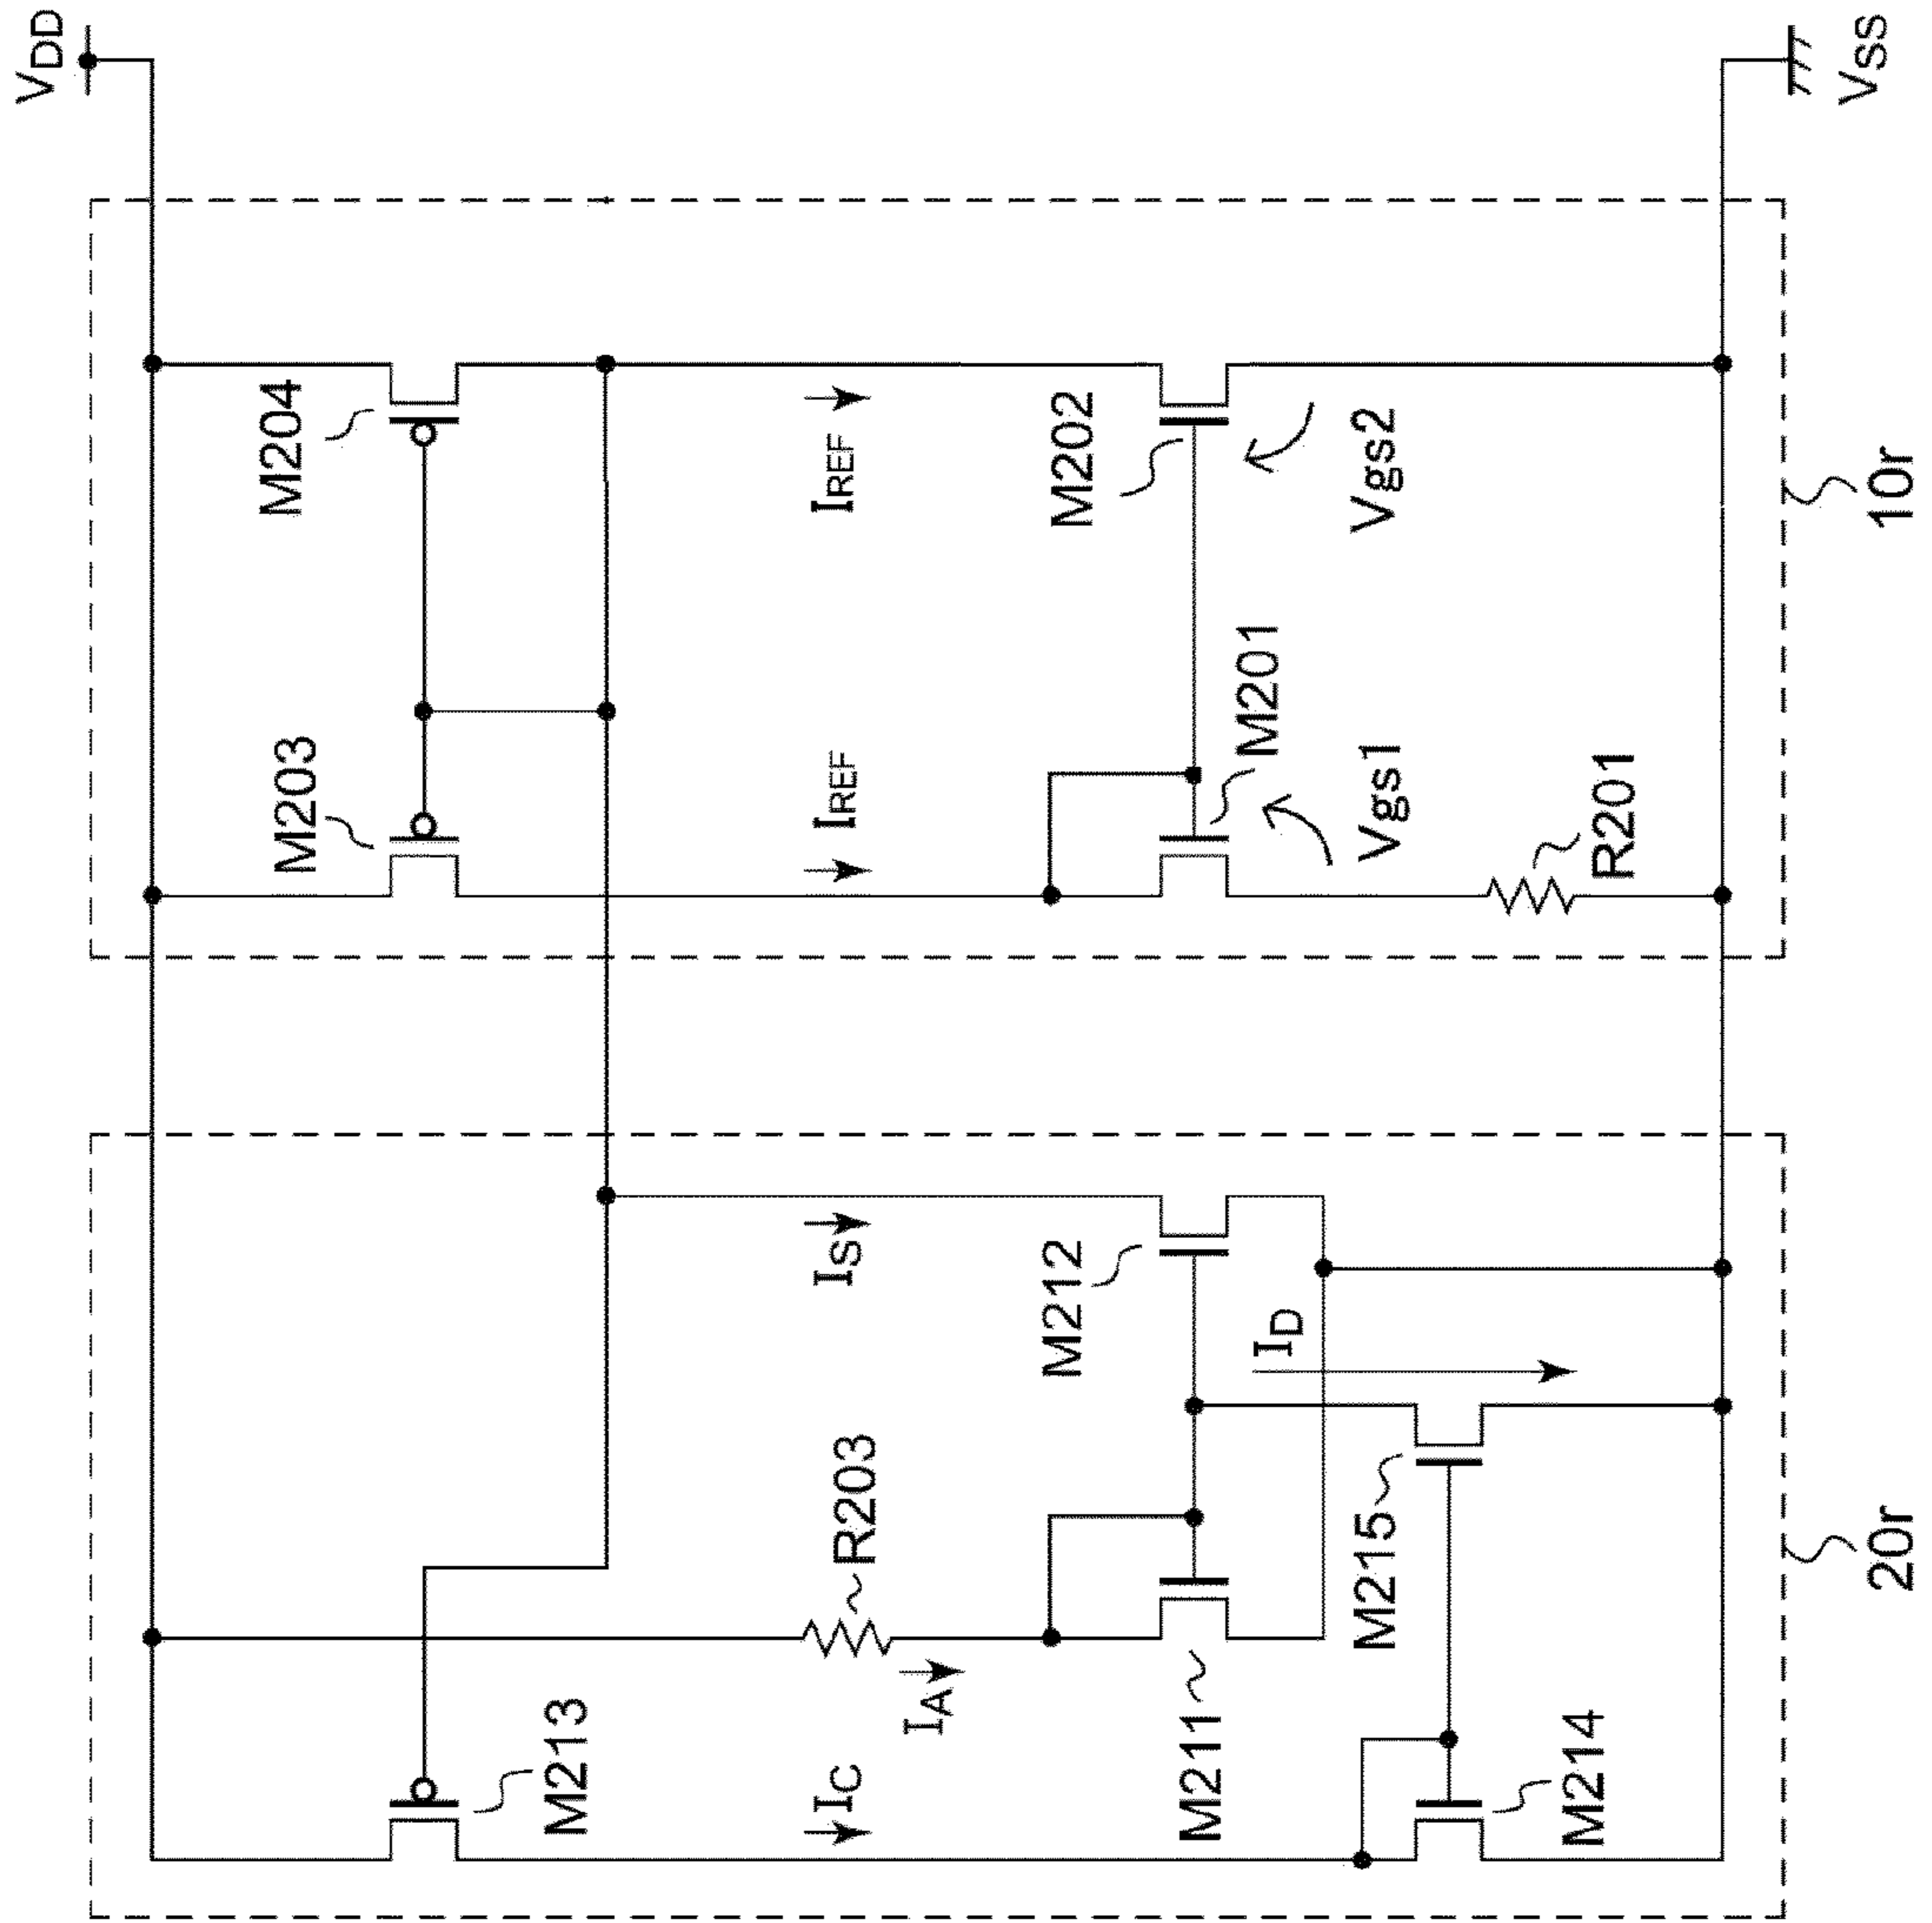 VDD
M204
M203
IREF
IREF
M202
Vgs2
M201
Vgs1
R201
VSS
10r
IS
M212
ID
R203
M215
IA
M213
IC
M211
M214
20r